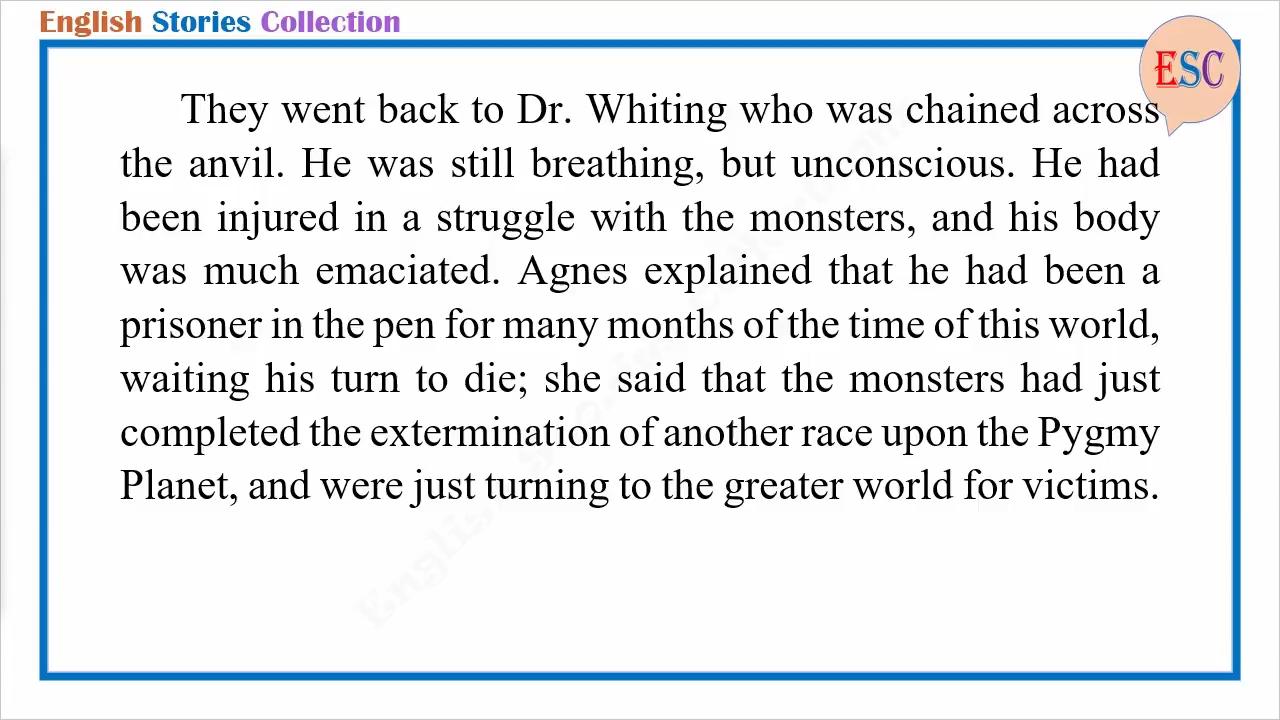 English Stories Collection
ESC
They went back to Dr. Whiting who was chained across
the anvil. He was still breathing, but unconscious. He had
been injured in a struggle with the monsters, and his body
was much emaciated. Agnes explained that he had been a
prisoner in the pen for many months of the time of this world,
waiting his turn to die; she said that the monsters had just
completed the extermination of another race upon the Pygmy
Planet, and were just turning to the greater world for victims.